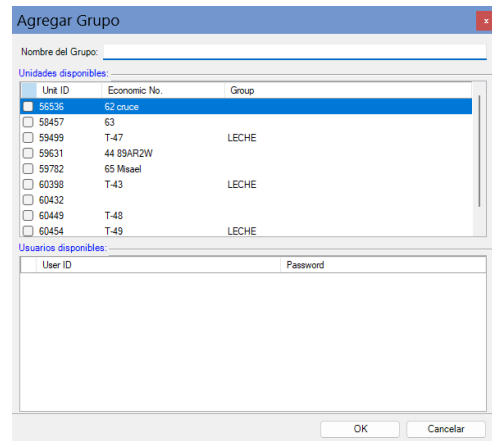 Agregar Grupo
x
Nombre del Grupo:
Unidades disponibles:
Unit ID Economic No. Group
56536 62 cruce
58457 63
59499 T-47 LECHE
59631 44 89AR2W
59782 65 Misael
60398 T-43 LECHE
60432
60449 T-48
60454 T-49 LECHE
Usuarios disponibles:
User ID Password
OK Cancelar